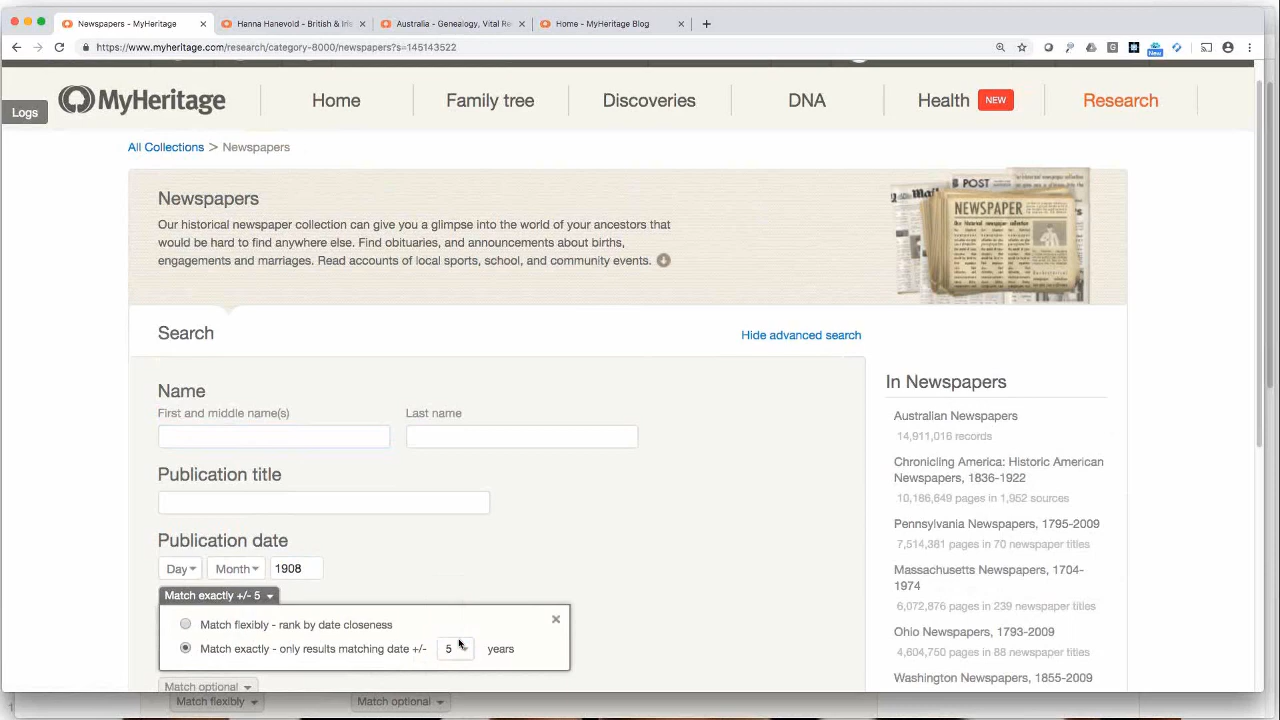 Newspapers - MyHeritage
Hanna Hanevold - British & Iris
Australia - Genealogy, Vital Re
Home - MyHeritage Blog
https://www.myheritage.com/research/category-8000/newspapers?s=145143522
New
Logs
MyHeritage
Home
Family tree
Discoveries
DNA
Health NEW
Research
All Collections > Newspapers
Newspapers
Our historical newspaper collection can give you a glimpse into the world of your ancestors that
would be hard to find anywhere else. Find obituaries, and announcements about births,
engagements and marriages. Read accounts of local sports, school, and community events.
POST
NEWSPAPER
Search
Hide advanced search
Name
First and middle name(s)
Last name
Publication title
Publication date
Day
Month
1908
Match exactly +/- 5
Match flexibly - rank by date closeness
Match exactly - only results matching date +/- 5 years
Match optional
Match flexibly
Match optional
In Newspapers
Australian Newspapers
14,911,016 records
Chronicling America: Historic American
Newspapers, 1836-1922
10,186,649 pages in 1,952 sources
Pennsylvania Newspapers, 1795-2009
7,514,381 pages in 70 newspaper titles
Massachusetts Newspapers, 1704-
1974
6,072,876 pages in 239 newspaper titles
Ohio Newspapers, 1793-2009
4,604,750 pages in 88 newspaper titles
Washington Newspapers, 1855-2009